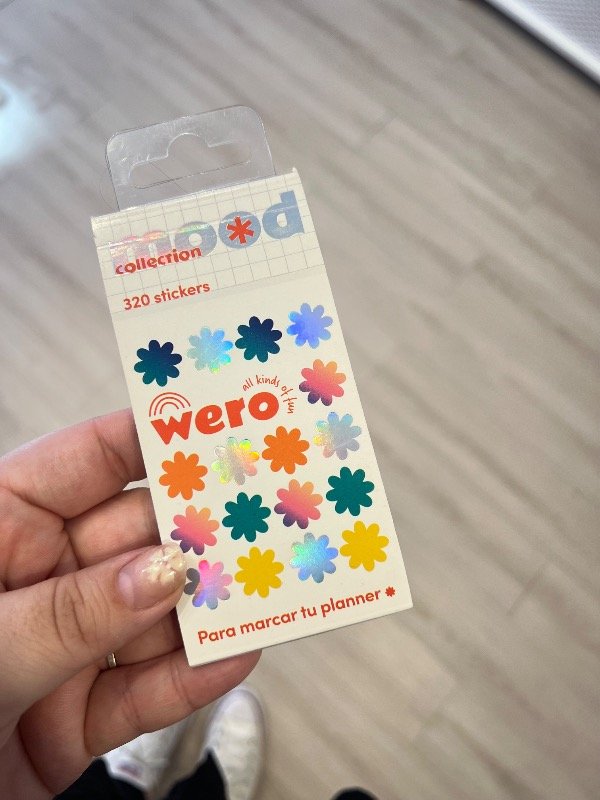 mood
collection
320 stickers
all kinds of fun
wero
Para marcar tu planner